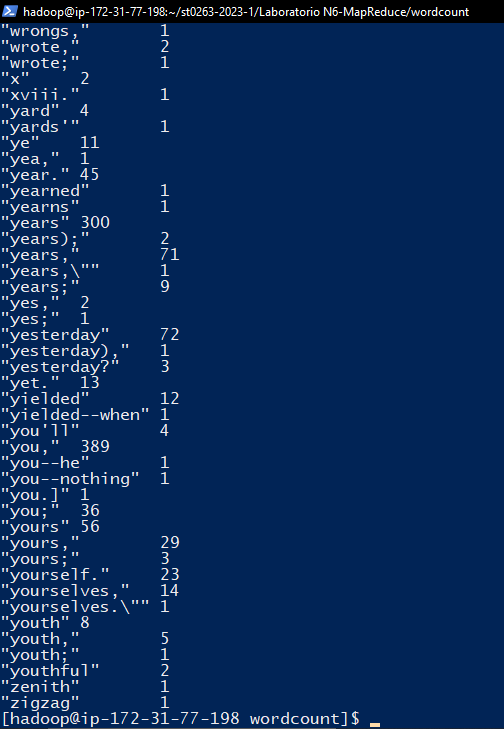 hadoop@ip-172-31-77-198:~/st0263-2023-1/Laboratorio N6-MapReduce/wordcount
"wrongs," 1
"wrote," 2
"wrote;" 1
"x" 2
"xviii." 1
"yard" 4
"yards'" 1
"ye" 11
"yea," 1
"year." 45
"yearned" 1
"yearns" 1
"years" 300
"years);" 2
"years," 71
"years,\"" 1
"years;" 9
"yes," 2
"yes;" 1
"yesterday" 72
"yesterday)," 1
"yesterday?" 3
"yet." 13
"yielded" 12
"yielded--when" 1
"you'll" 4
"you," 389
"you--he" 1
"you--nothing" 1
"you.]" 1
"you;" 36
"yours" 56
"yours," 29
"yours;" 3
"yourself." 23
"yourselves," 14
"yourselves.\"" 1
"youth" 8
"youth," 5
"youth;" 1
"youthful" 2
"zenith" 1
"zigzag" 1
[hadoop@ip-172-31-77-198 wordcount]$